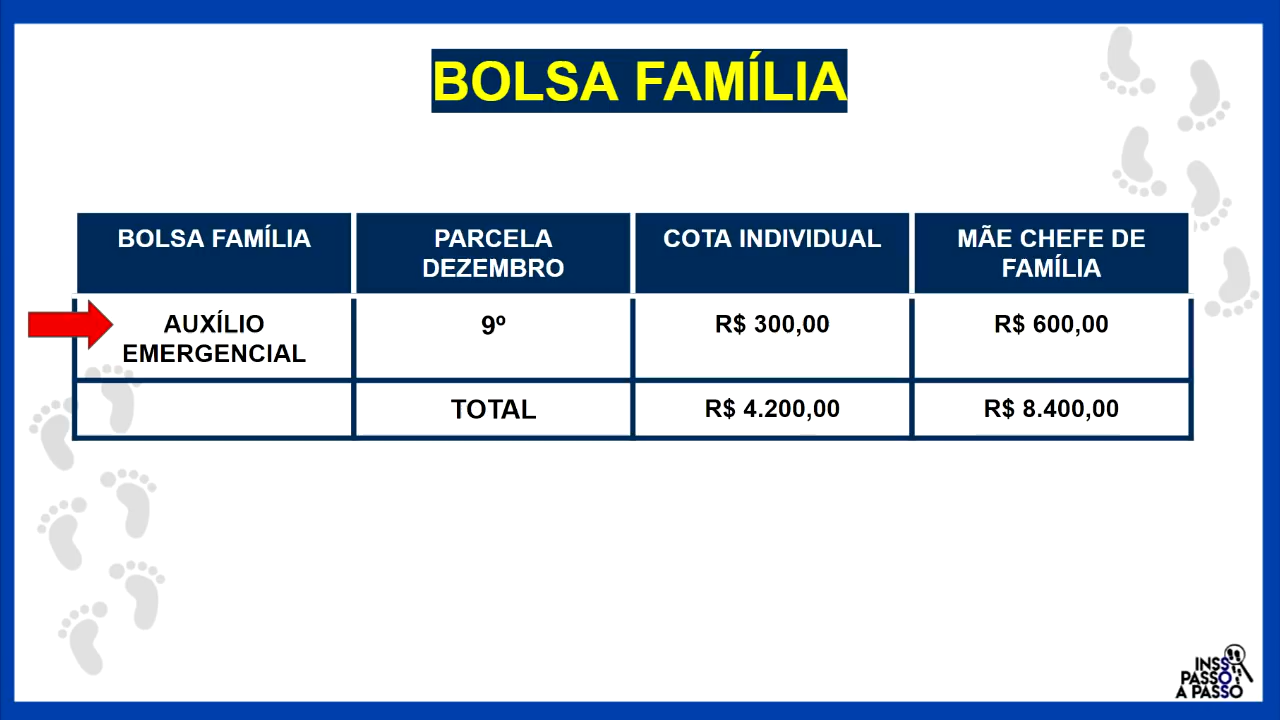 BOLSA FAMÍLIA
BOLSA FAMÍLIA
PARCELA
DEZEMBRO
COTA INDIVIDUAL
MÃE CHEFE DE
FAMÍLIA
AUXÍLIO
EMERGENCIAL
9º
R$ 300,00
R$ 600,00
TOTAL
R$ 4.200,00
R$ 8.400,00
INSS
PASSO
A PASSO